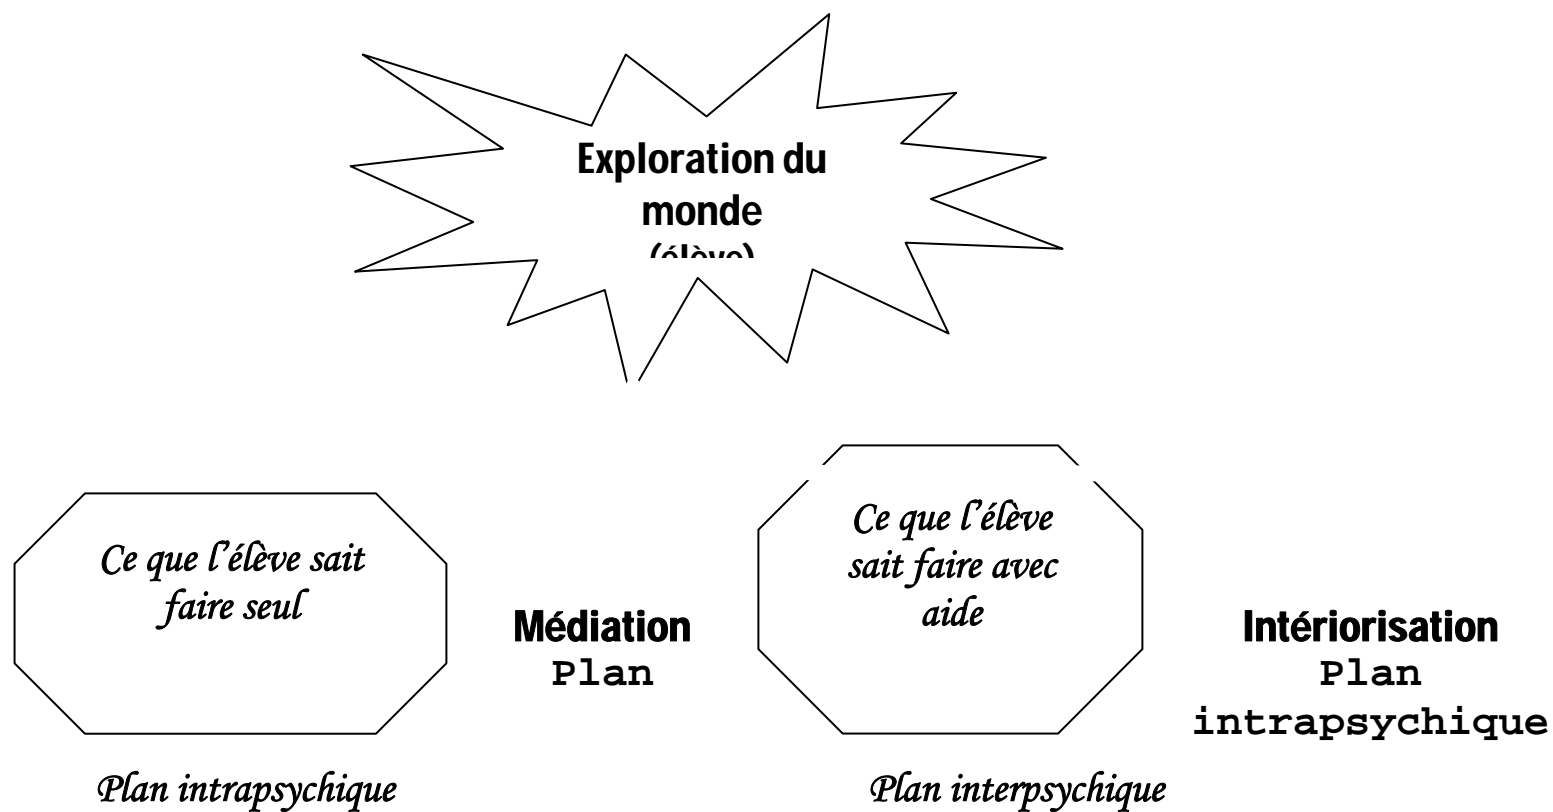 Exploration du
monde
(élève)
Ce que l'élève sait
faire seul
Médiation
Plan
Ce que l'élève
sait faire avec
aide
Intériorisation
Plan
intrapsychique
Plan intrapsychique
Plan interpsychique